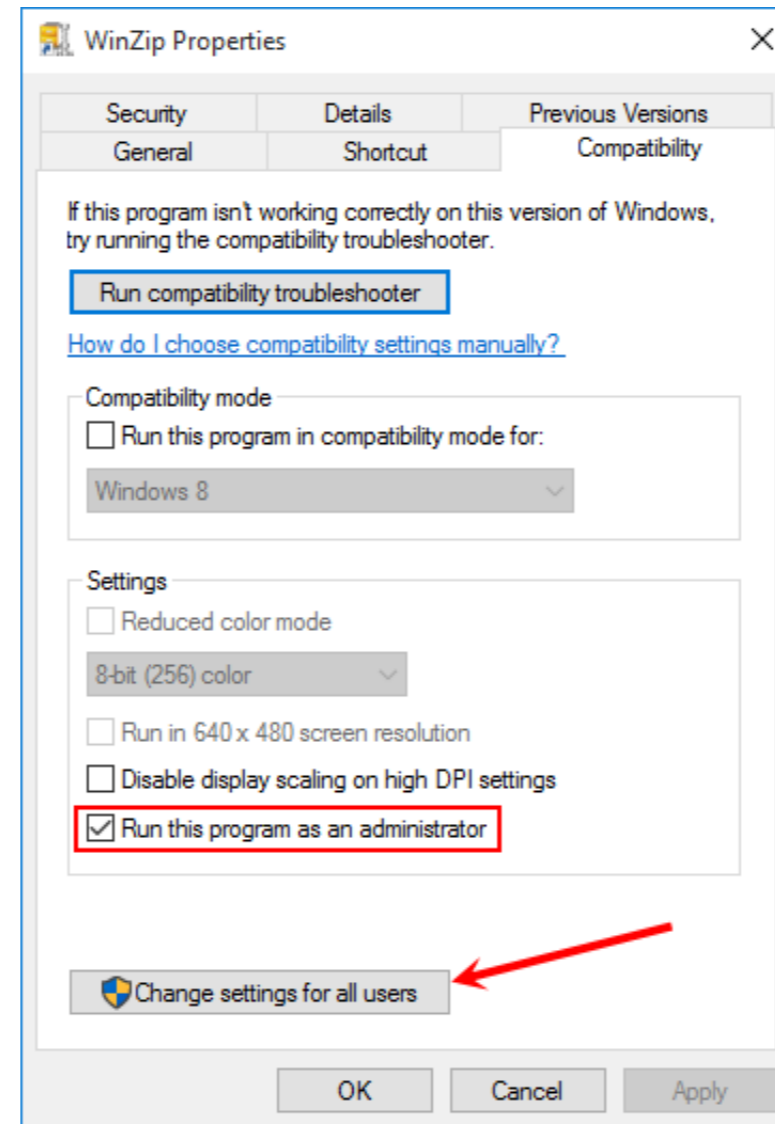 WinZip Properties
Security Details Previous Versions
General Shortcut Compatibility
If this program isn't working correctly on this version of Windows,
try running the compatibility troubleshooter.
Run compatibility troubleshooter
How do I choose compatibility settings manually?
Compatibility mode
Run this program in compatibility mode for:
Windows 8
Settings
Reduced color mode
8-bit (256) color
Run in 640 x 480 screen resolution
Disable display scaling on high DPI settings
Run this program as an administrator
Change settings for all users
OK Cancel Apply